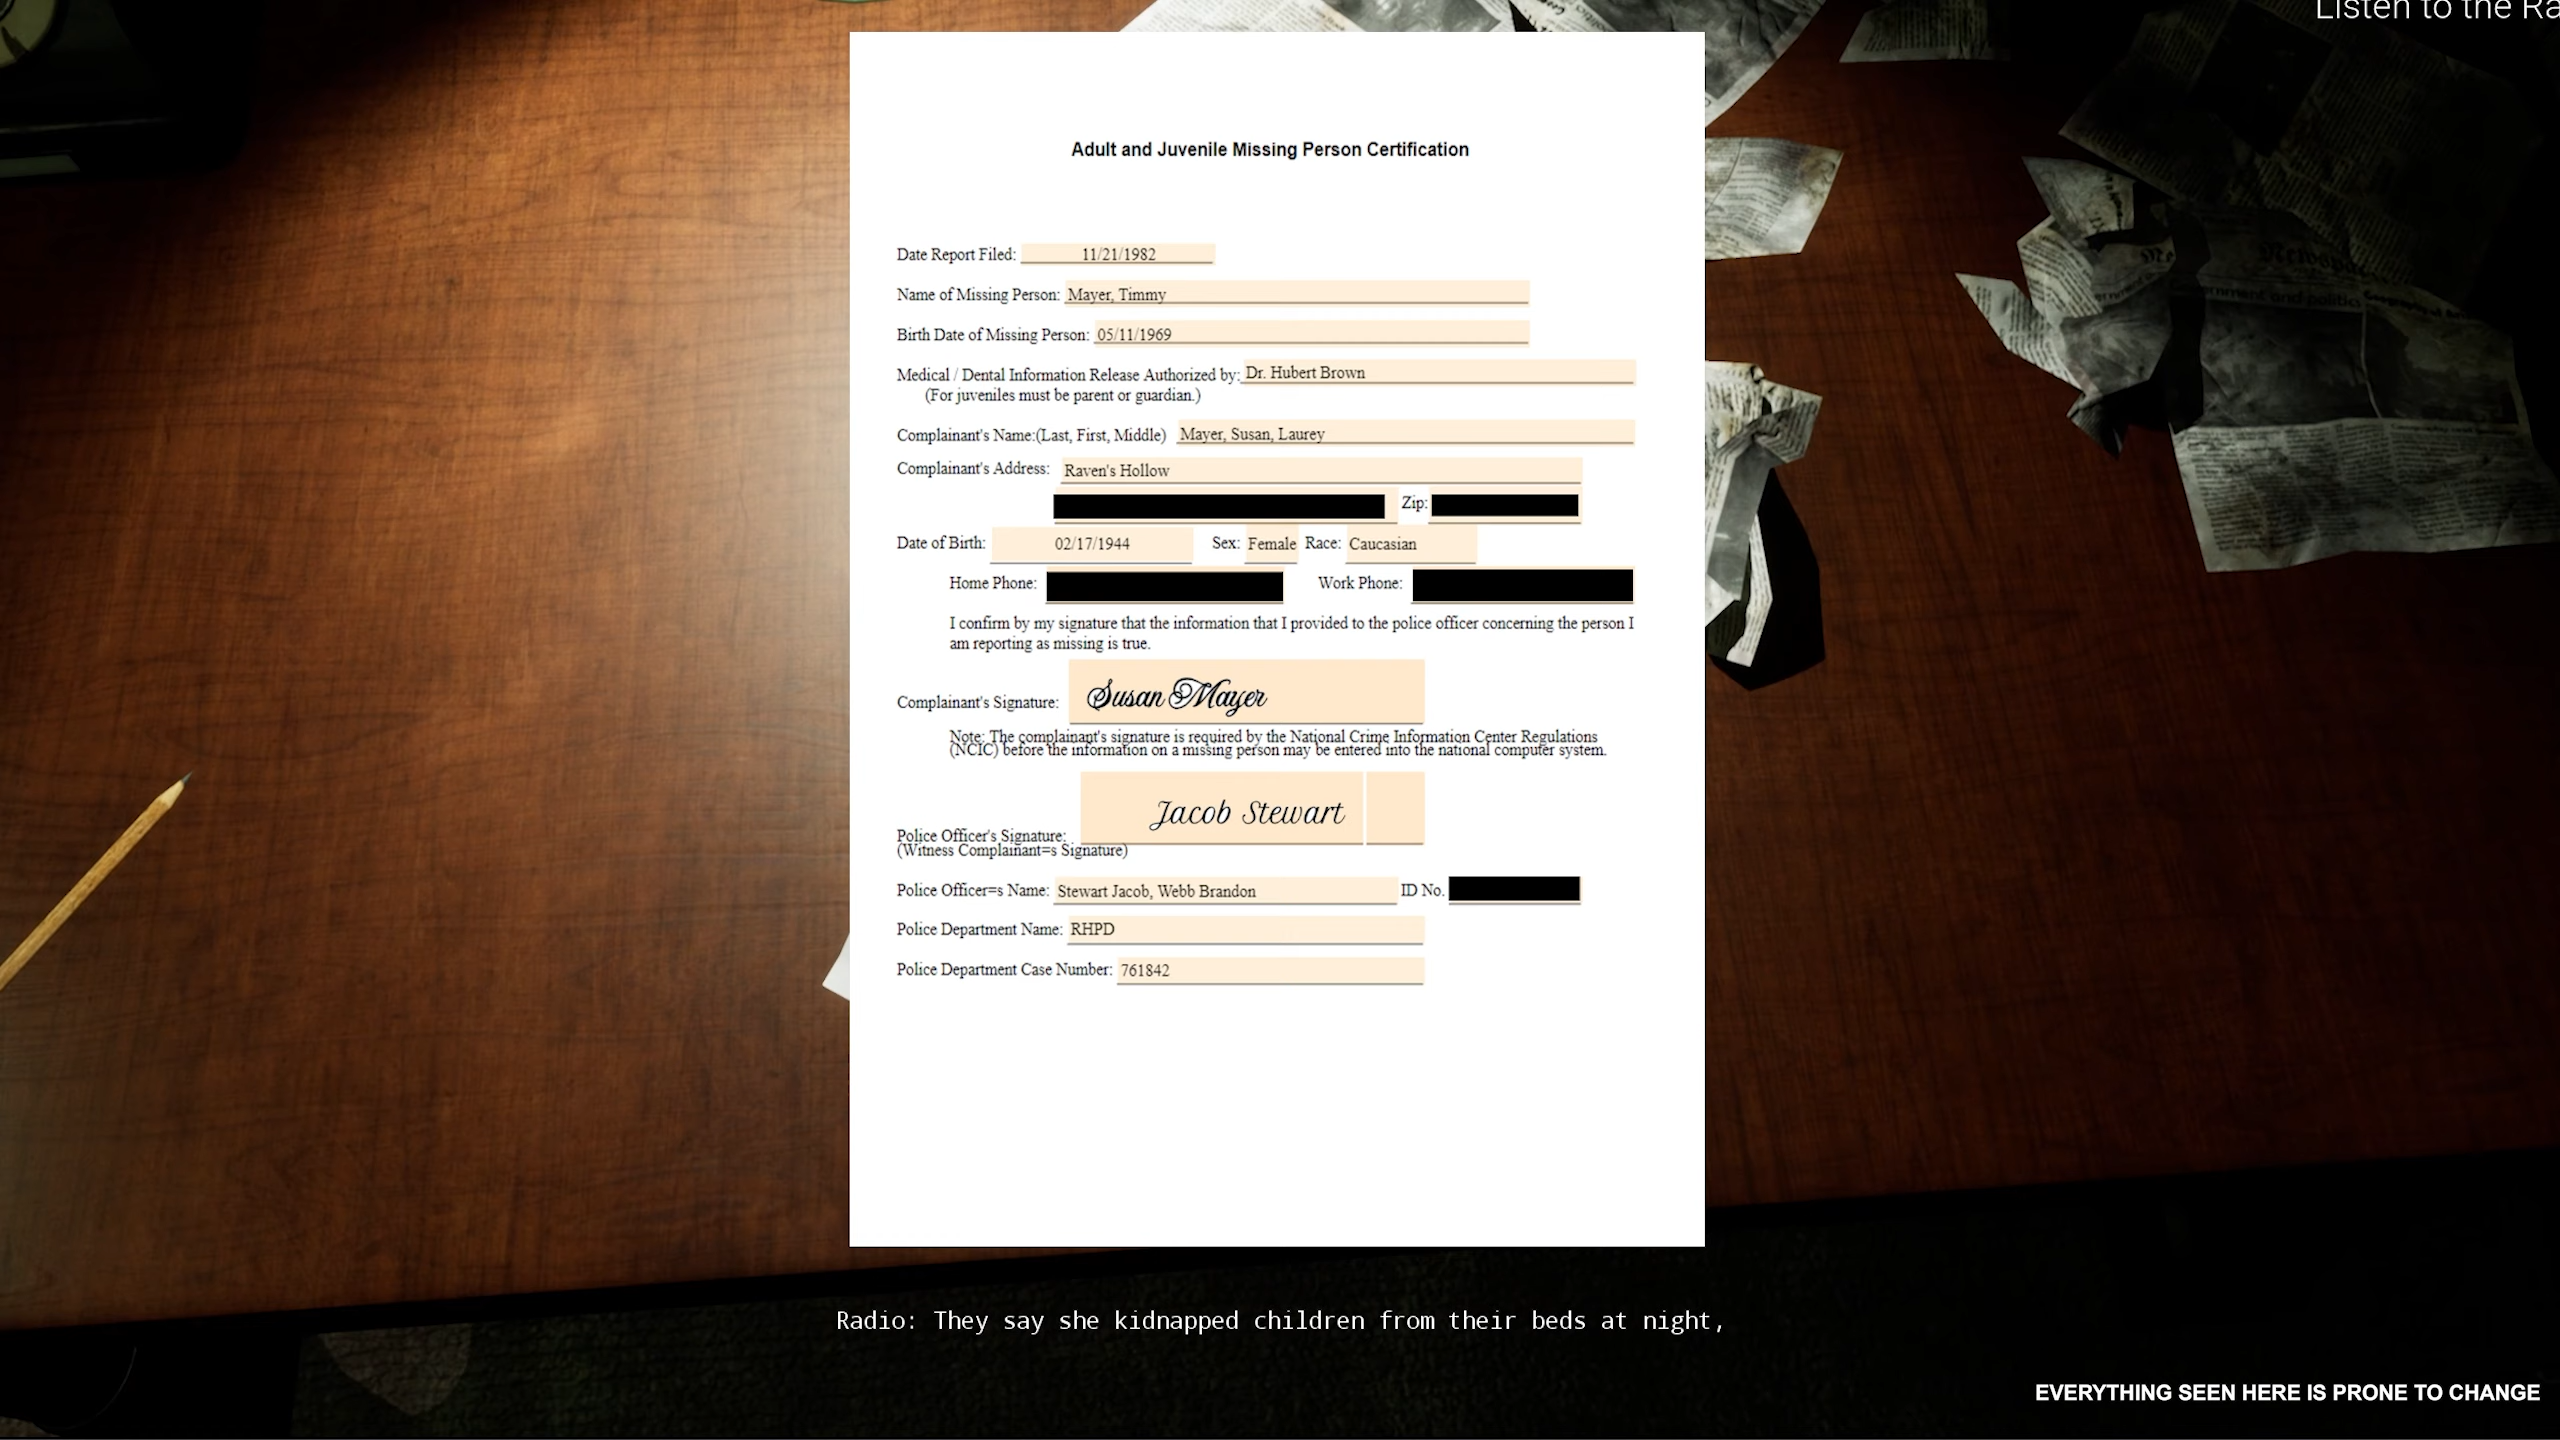 Listen to the Ra
Adult and Juvenile Missing Person Certification
Date Report Filed: 11/21/1982
Name of Missing Person: Mayer, Timmy
Birth Date of Missing Person: 05/11/1969
Medical / Dental Information Release Authorized by: Dr. Hubert Brown
(For juveniles must be parent or guardian.)
Complainant's Name:(Last, First, Middle) Mayer, Susan, Laurey
Complainant's Address: Raven's Hollow
Zip:
Date of Birth: 02/17/1944 Sex: Female Race: Caucasian
Home Phone: Work Phone:
I confirm by my signature that the information that I provided to the police officer concerning the person I
am reporting as missing is true.
Complainant's Signature: Susan Mayer
Note: The complainant's signature is required by the National Crime Information Center Regulations
(NCIC) before the information on a missing person may be entered into the national computer system.
Jacob Stewart
Police Officer's Signature:
(Witness Complainant=s Signature)
Police Officer=s Name: Stewart Jacob, Webb Brandon ID No.
Police Department Name: RHPD
Police Department Case Number: 761842
Radio: They say she kidnapped children from their beds at night,
EVERYTHING SEEN HERE IS PRONE TO CHANGE